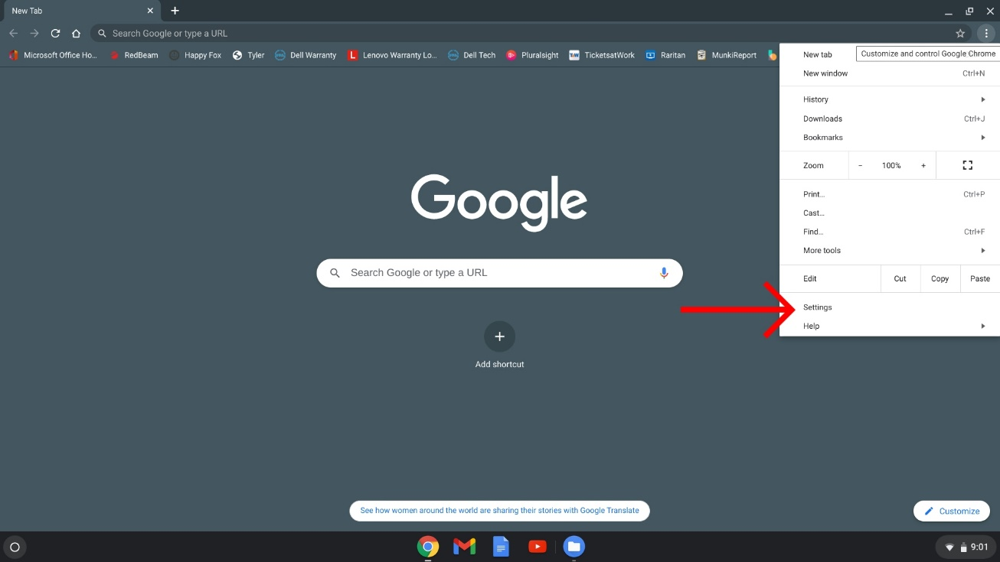 New Tab
Search Google or type a URL
Microsoft Office Ho... RedBeam Happy Fox Tyler Dell Warranty Lenovo Warranty Lo... Dell Tech Pluralsight TicketsatWork Raritan MunkiReport
New tab Customize and control Google Chrome
New window Ctrl+N
History
Downloads Ctrl+J
Bookmarks
Zoom - 100% +
Print... Ctrl+P
Cast...
Find... Ctrl+F
More tools
Edit Cut Copy Paste
Settings
Help
Google
Search Google or type a URL
Add shortcut
See how women around the world are sharing their stories with Google Translate
Customize
9:01